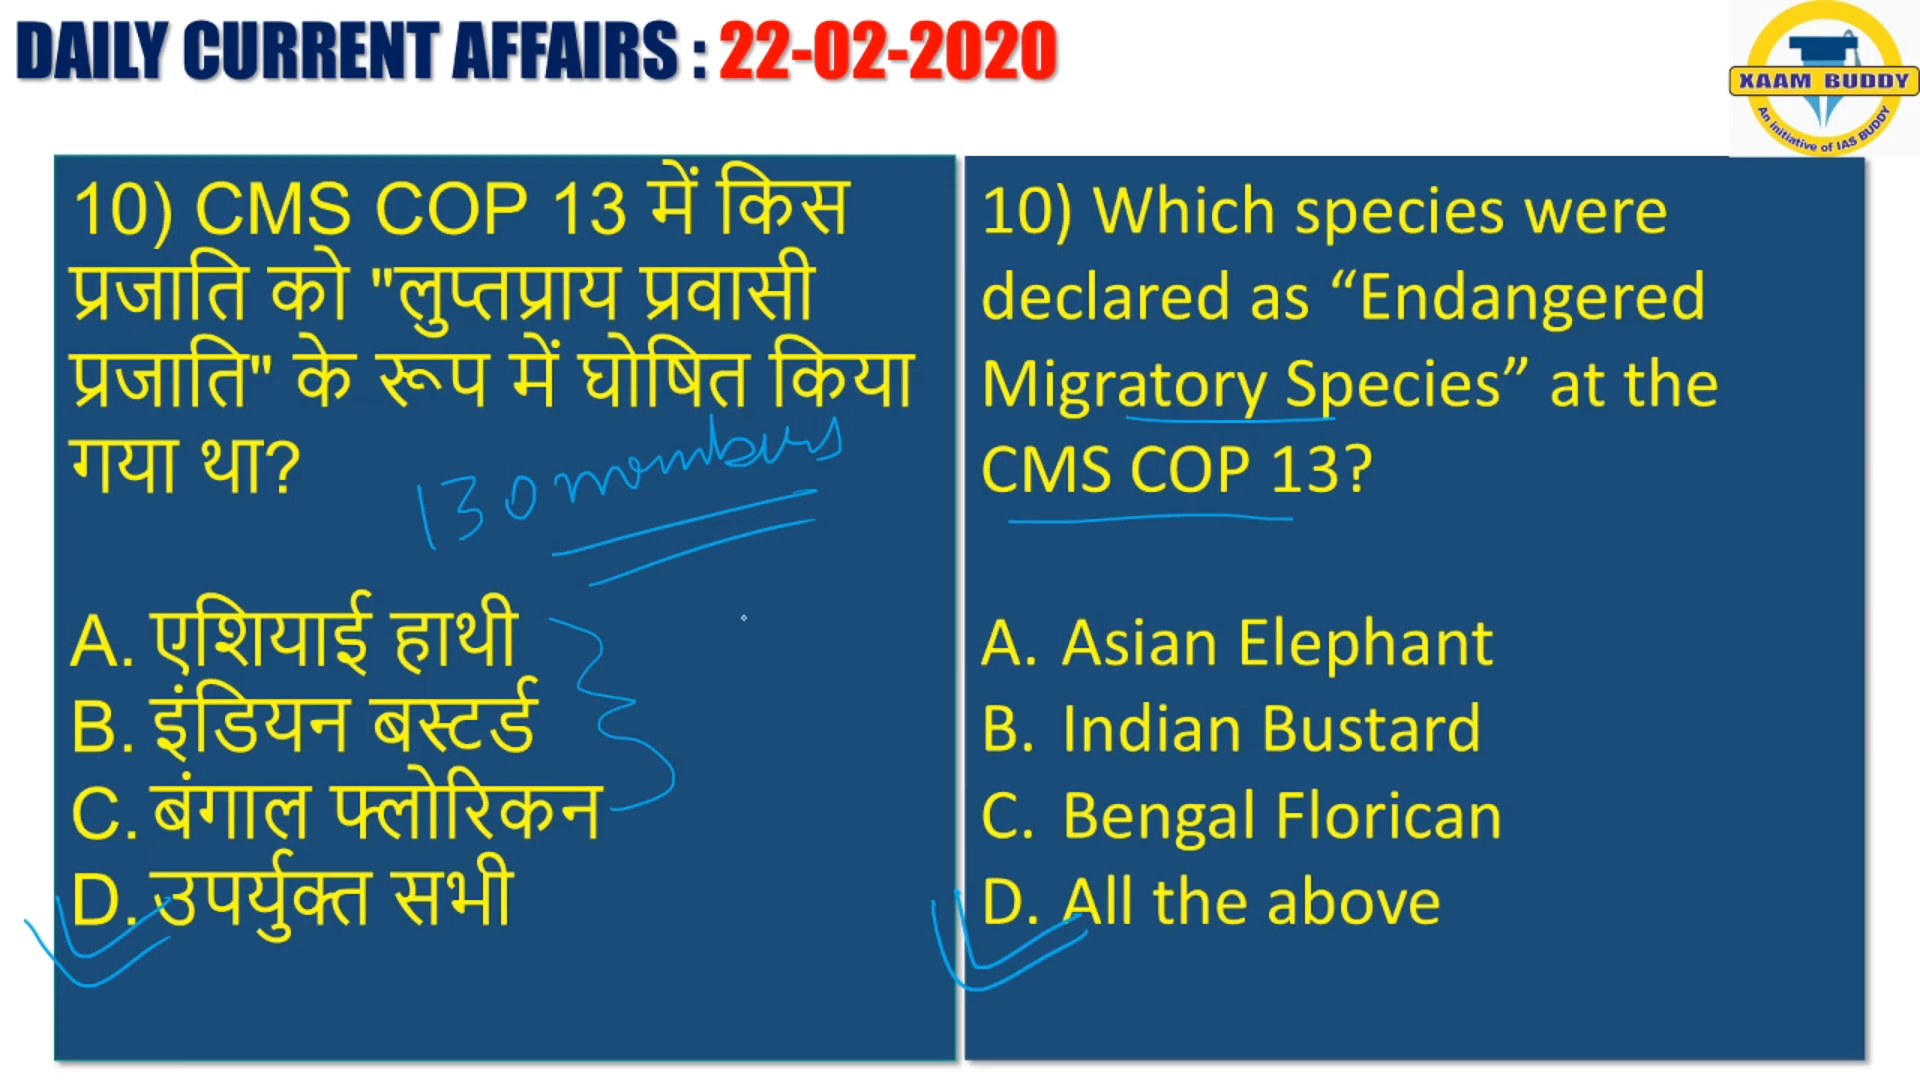 DAILY CURRENT AFFAIRS : 22-02-2020
XAAM BUDDY
An initiative of IAS BUDDY
10) CMS COP 13 में किस
प्रजाति को "लुप्तप्राय प्रवासी
प्रजाति" के रूप में घोषित किया
गया था?
130 members
A. एशियाई हाथी
B. इंडियन बस्टर्ड
C. बंगाल फ्लोरिकन
D. उपर्युक्त सभी
10) Which species were
declared as “Endangered
Migratory Species” at the
CMS COP 13?
A. Asian Elephant
B. Indian Bustard
C. Bengal Florican
D. All the above